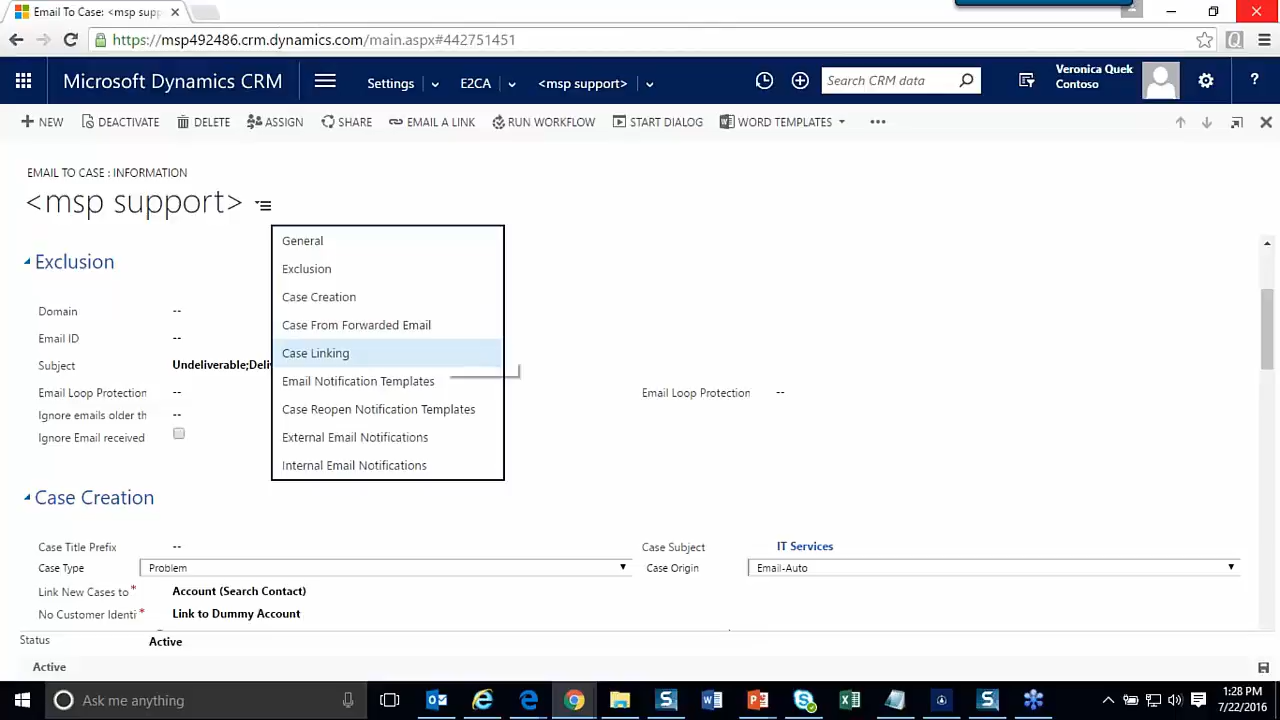 Email To Case: <msp supp
https://msp492486.crm.dynamics.com/main.aspx#442751451
Microsoft Dynamics CRM
Settings
E2CA
<msp support>
Search CRM data
Veronica Quek
Contoso
?
NEW
DEACTIVATE
DELETE
ASSIGN
SHARE
EMAIL A LINK
RUN WORKFLOW
START DIALOG
WORD TEMPLATES
EMAIL TO CASE : INFORMATION
<msp support>
General
Exclusion
Case Creation
Case From Forwarded Email
Case Linking
Email Notification Templates
Case Reopen Notification Templates
External Email Notifications
Internal Email Notifications
Exclusion
Domain --
Email ID --
Subject Undeliverable;Deli
Email Loop Protection -- Email Loop Protection --
Ignore emails older th --
Ignore Email received
Case Creation
Case Title Prefix -- Case Subject IT Services
Case Type Problem Case Origin Email-Auto
Link New Cases to * Account (Search Contact)
No Customer Identi * Link to Dummy Account
Status Active
Active
Ask me anything
1:28 PM
7/22/2016